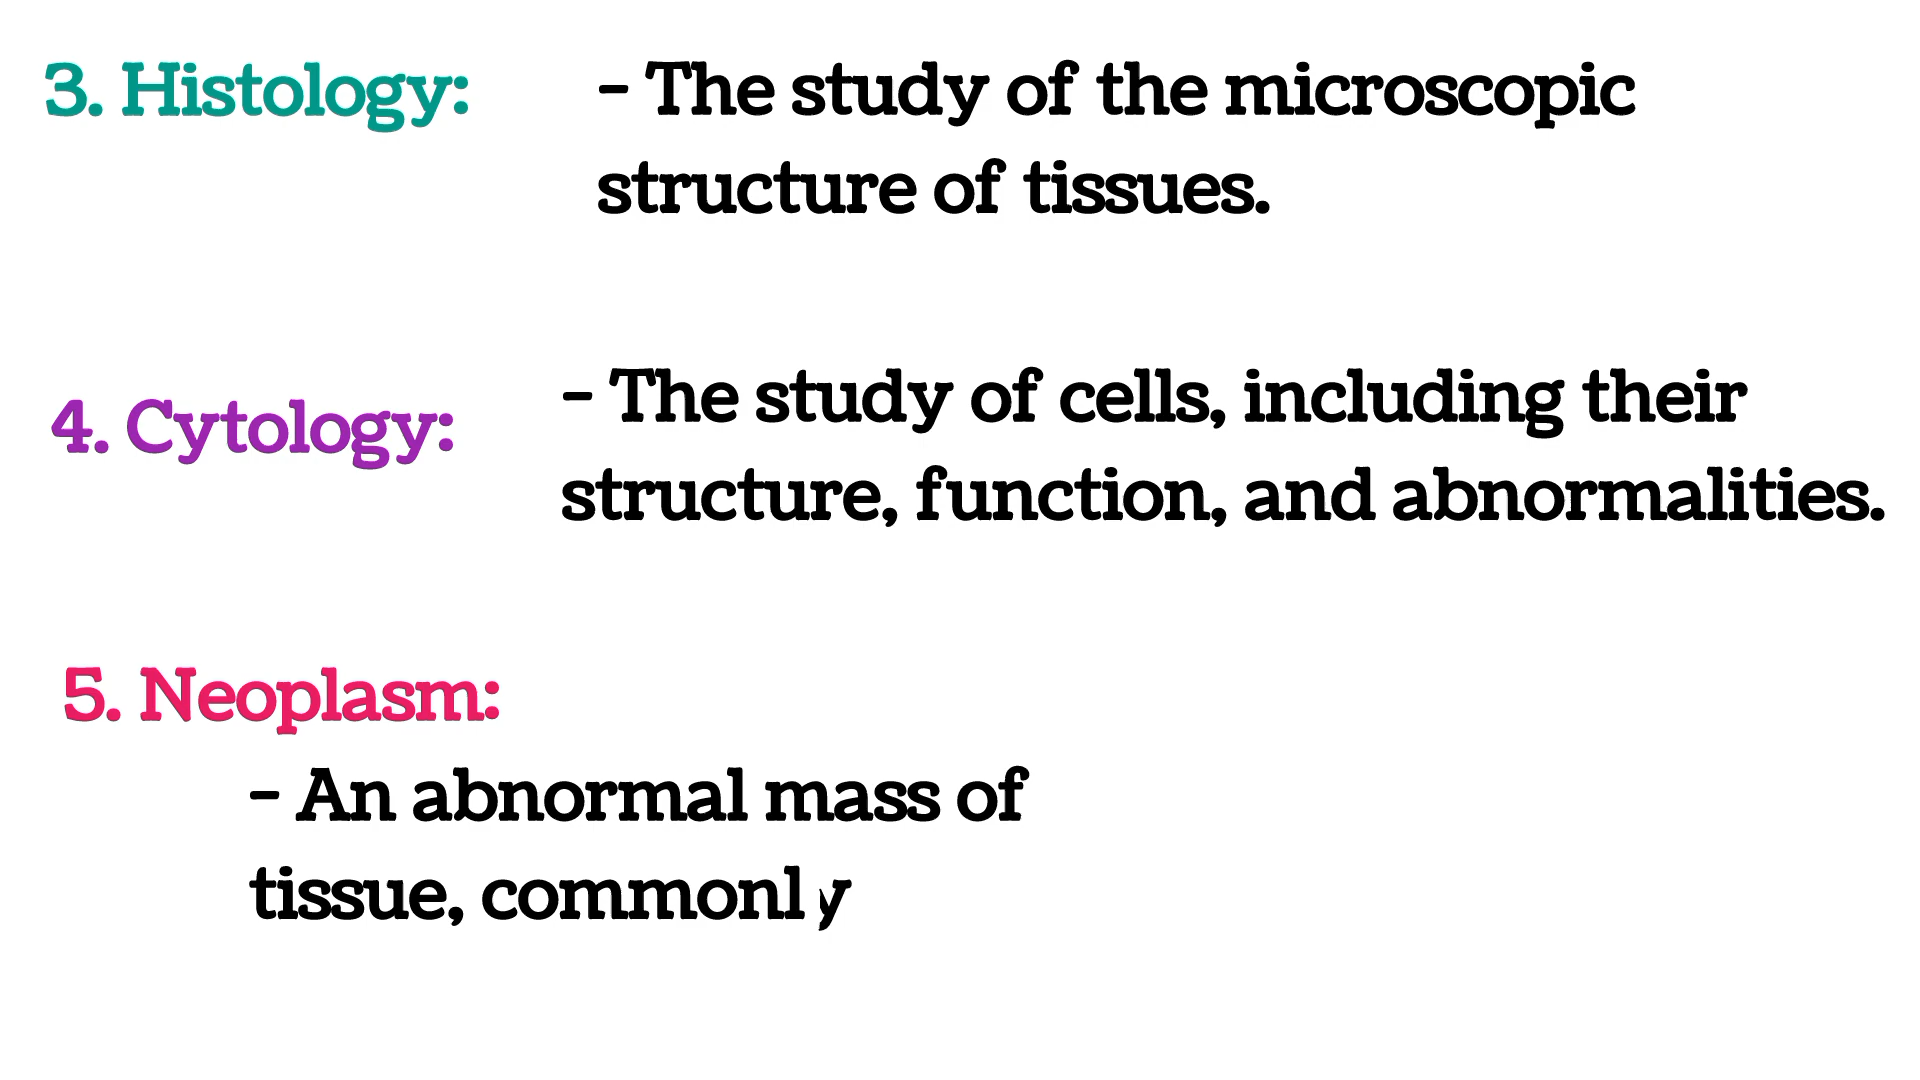 3. Histology:
- The study of the microscopic
structure of tissues.
4. Cytology:
- The study of cells, including their
structure, function, and abnormalities.
5. Neoplasm:
- An abnormal mass of
tissue, commonly